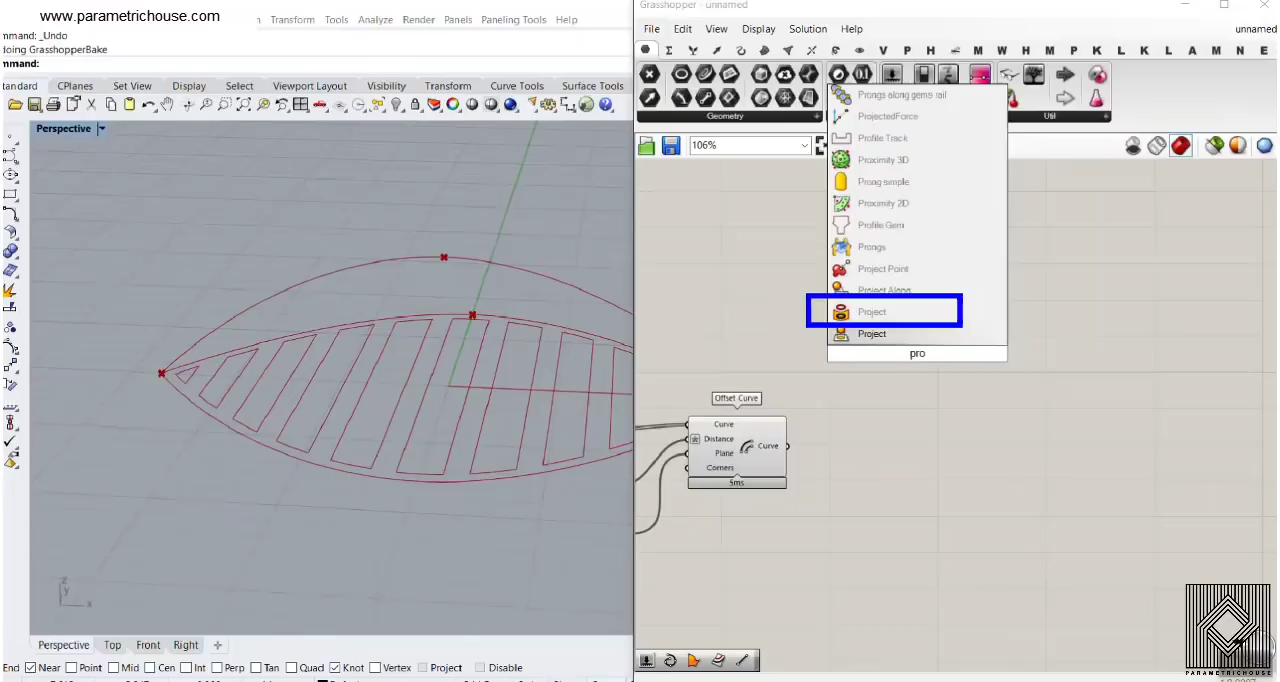 www.parametrichouse.com
Transform Tools Analyze Render Panels Paneling Tools Help
mmand: _Undo
doing GrasshopperBake
mmand:
tandard CPlanes Set View Display Select Viewport Layout Visibility Transform Curve Tools Surface Tools
Perspective
z
y
x
Perspective Top Front Right
End Near Point Mid Cen Int Perp Tan Quad Knot Vertex Project Disable
Grasshopper - unnamed
File Edit View Display Solution Help unnamed
V P H M W H M P K L K L A M N E
Geometry
Util
106%
Prongs along gems rail
ProjectedForce
Profile Track
Proximity 3D
Prong simple
Proximity 2D
Profile Gem
Prongs
Project Point
Project Along
Project
Project
pro
Offset Curve
Curve
Distance
Plane
Corners
Curve
5ms
PARAMETRICHOUSE